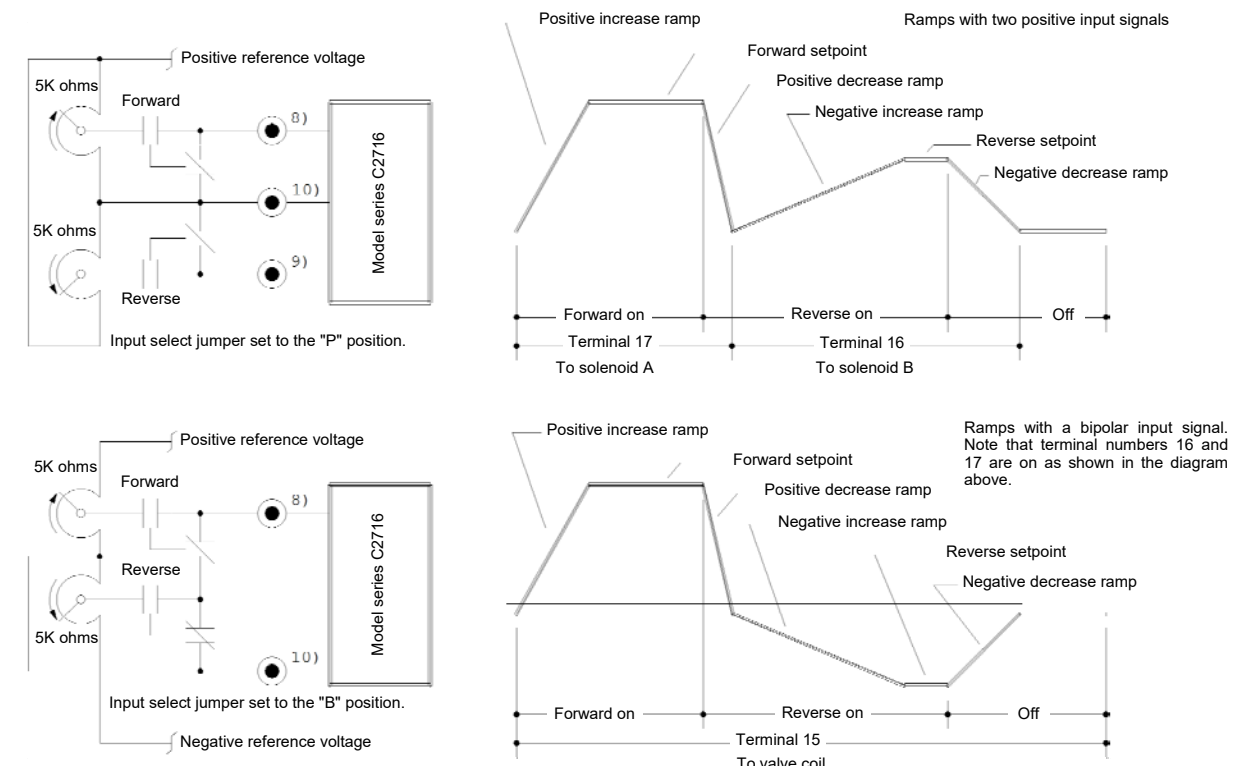 Positive reference voltage
5K ohms
Forward
8)
10)
5K ohms
9)
Reverse
Model series C2716
Input select jumper set to the "P" position.
Positive increase ramp
Ramps with two positive input signals
Forward setpoint
Positive decrease ramp
Negative increase ramp
Reverse setpoint
Negative decrease ramp
Forward on
Reverse on
Off
Terminal 17
Terminal 16
To solenoid A
To solenoid B
Positive reference voltage
5K ohms
Forward
8)
Reverse
5K ohms
10)
Model series C2716
Input select jumper set to the "B" position.
Negative reference voltage
Positive increase ramp
Ramps with a bipolar input signal.
Note that terminal numbers 16 and
17 are on as shown in the diagram
above.
Forward setpoint
Positive decrease ramp
Negative increase ramp
Reverse setpoint
Negative decrease ramp
Forward on
Reverse on
Off
Terminal 15
To valve coil